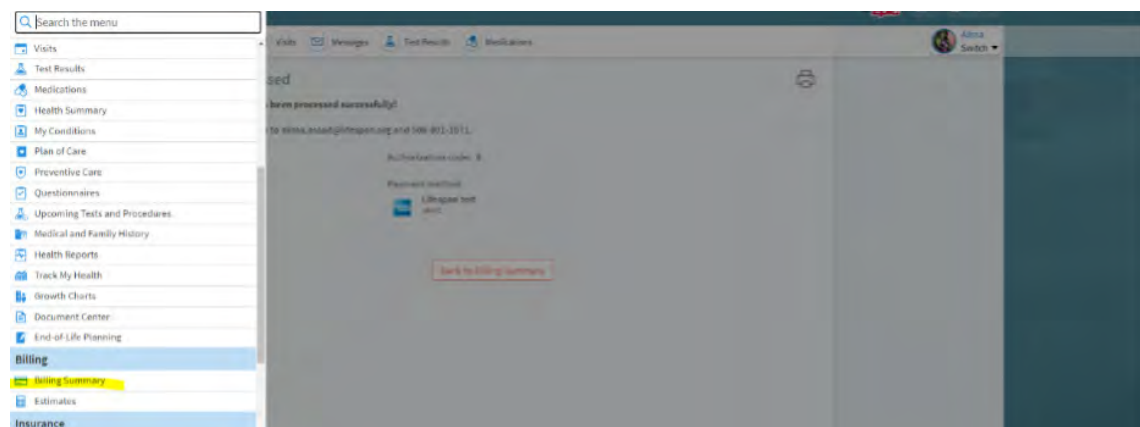 Search the menu
Visits
Test Results
Medications
Health Summary
My Conditions
Plan of Care
Preventive Care
Questionnaires
Upcoming Tests and Procedures
Medical and Family History
Health Reports
Track My Health
Growth Charts
Document Center
End-of-Life Planning
Billing
Billing Summary
Estimates
Insurance
Visits Messages Test Results Medications
Switch
sed
been processed successfully!
Authorization code:
Payment method
Lifespan test
Back to Billing Summary